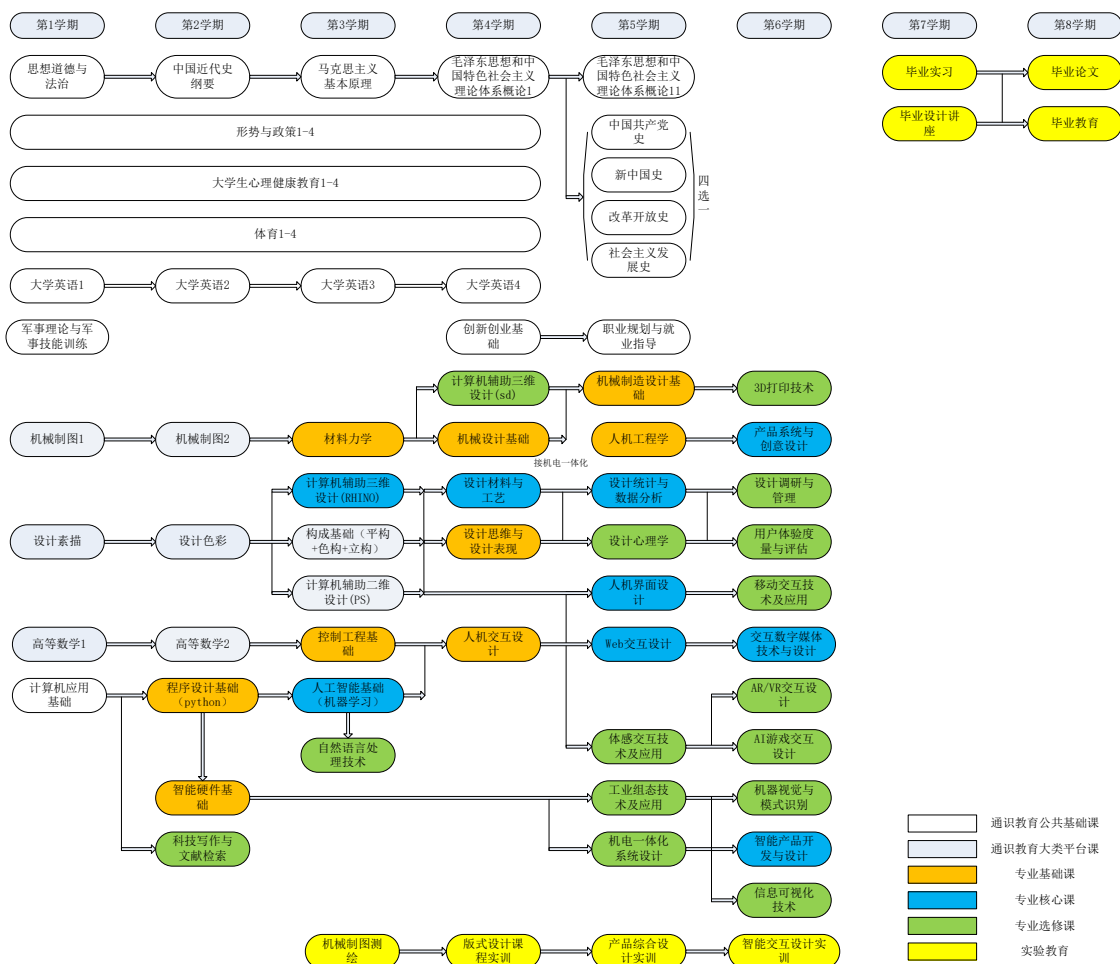 第1学期
第2学期
第3学期
第4学期
第5学期
第6学期
第7学期
第8学期
思想道德与
法治
中国近代史
纲要
马克思主义
基本原理
毛泽东思想和中
国特色社会主义
理论体系概论1
毛泽东思想和中
国特色社会主义
理论体系概论11
毕业实习
毕业论文
毕业设计讲
座
毕业教育
形势与政策1-4
大学生心理健康教育1-4
体育1-4
中国共产党
史
新中国史
改革开放史
社会主义发
展史
四
选
一
大学英语1
大学英语2
大学英语3
大学英语4
军事理论与军
事技能训练
创新创业基
础
职业规划与就
业指导
计算机辅助三维
设计(sd)
机械制造设计基
础
3D打印技术
机械制图1
机械制图2
材料力学
机械设计基础
人机工程学
产品系统与
创意设计
接机电一体化
计算机辅助三维
设计(RHINO)
设计材料与
工艺
设计统计与
数据分析
设计调研与
管理
设计素描
设计色彩
构成基础（平构
+色构+立构）
设计思维与
设计表现
设计心理学
用户体验度
量与评估
计算机辅助二维
设计(PS)
人机界面设
计
移动交互技
术及应用
高等数学1
高等数学2
控制工程基
础
人机交互设
计
Web交互设计
交互数字媒体
技术与设计
计算机应用
基础
程序设计基础
（python）
人工智能基础
（机器学习）
AR/VR交互设
计
自然语言处
理技术
体感交互技
术及应用
AI游戏交互
设计
智能硬件基
础
工业组态技
术及应用
机器视觉与
模式识别
科技写作与
文献检索
机电一体化
系统设计
智能产品开
发与设计
信息可视化
技术
机械制图测
绘
版式设计课
程实训
产品综合设
计实训
智能交互设计实
训
通识教育公共基础课
通识教育大类平台课
专业基础课
专业核心课
专业选修课
实验教育